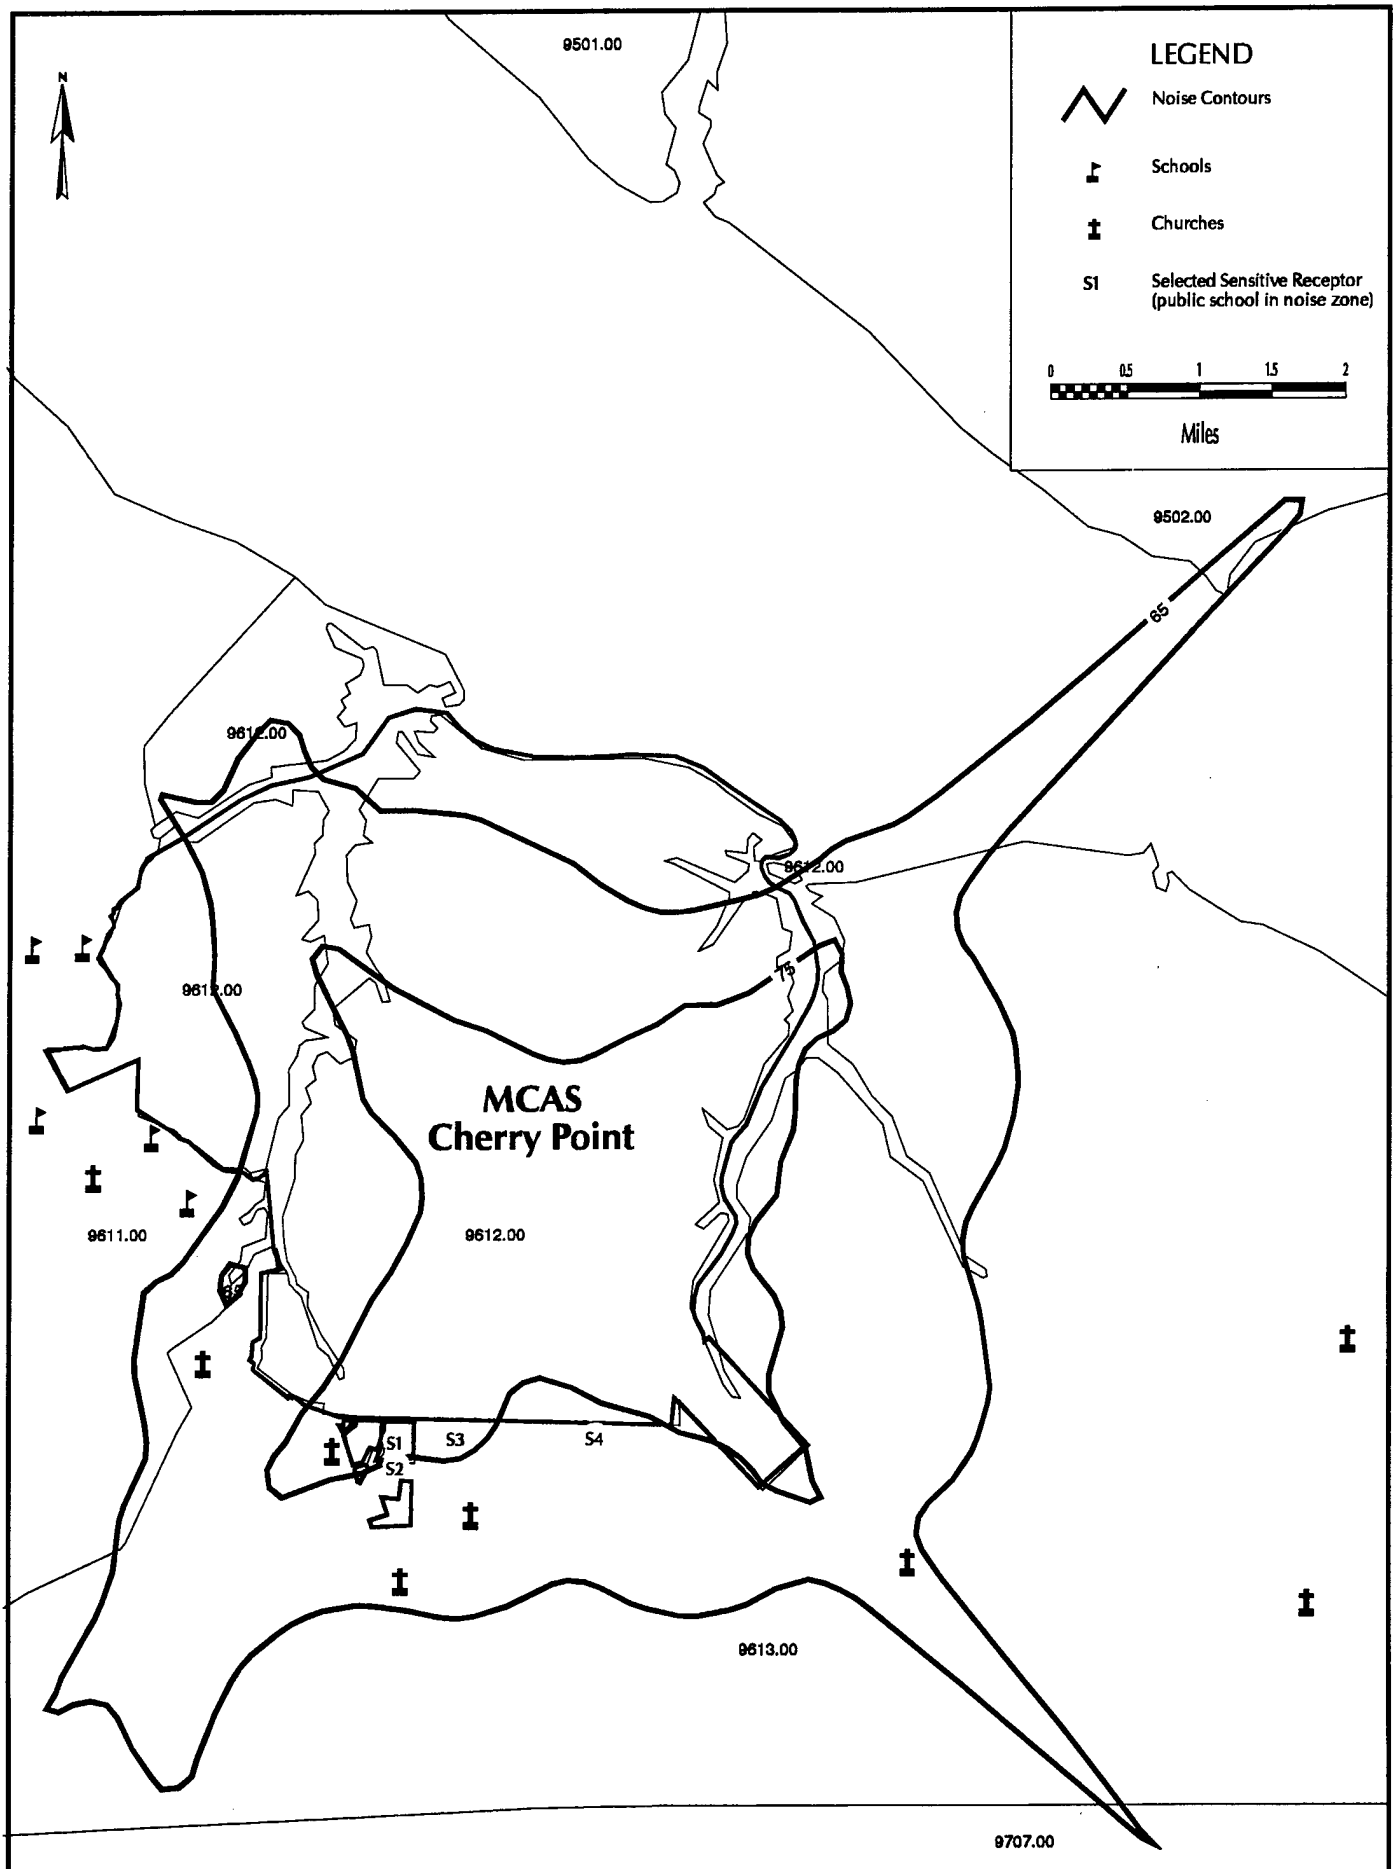 9501.00
LEGEND
N
Noise Contours
Schools
Churches
S1
Selected Sensitive Receptor
(public school in noise zone)
0 0.5 1 1.5 2
Miles
9502.00
65
9612.00
9612.00
75
9612.00
MCAS
Cherry Point
9611.00
9612.00
65
S1
S3
S4
S2
9613.00
9707.00